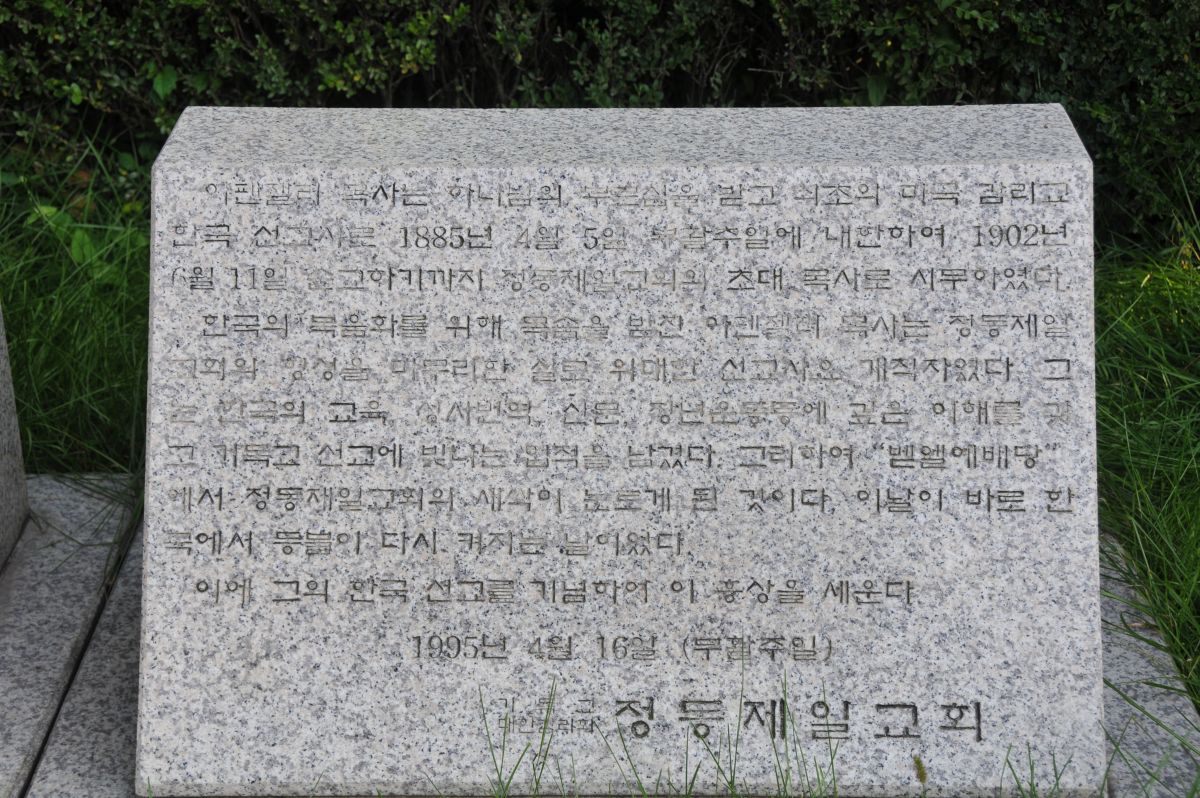 아펜젤러 목사는 하나님의 부르심을 받고 최초의 미국 감리교
한국 선교사로 1885년 4월 5일 부활주일에 내한하여 1902년
6월 11일 순교하기까지 정동제일교회의 초대 목사로 시무하였다.
한국의 복음화를 위해 목숨을 바친 아펜젤러 목사는 정동제일
교회와 생명을 마무리한 실로 위대한 선교사요 개척자였다. 그
는 한국의 교육, 성서번역, 신문, 청년운동등에 깊은 이해를 갖
고 기독교 선교에 빛나는 업적을 남겼다. 그리하여 “벧엘예배당”
에서 정동제일교회의 새싹이 움트게 된 것이다. 이날이 바로 한
국에서 등불이 다시 켜지는 날이었다.
이에 그의 한국 선교를 기념하여 이 흉상을 세운다.
1995년 4월 16일 (부활주일)
기독교
대한감리회 정동제일교회